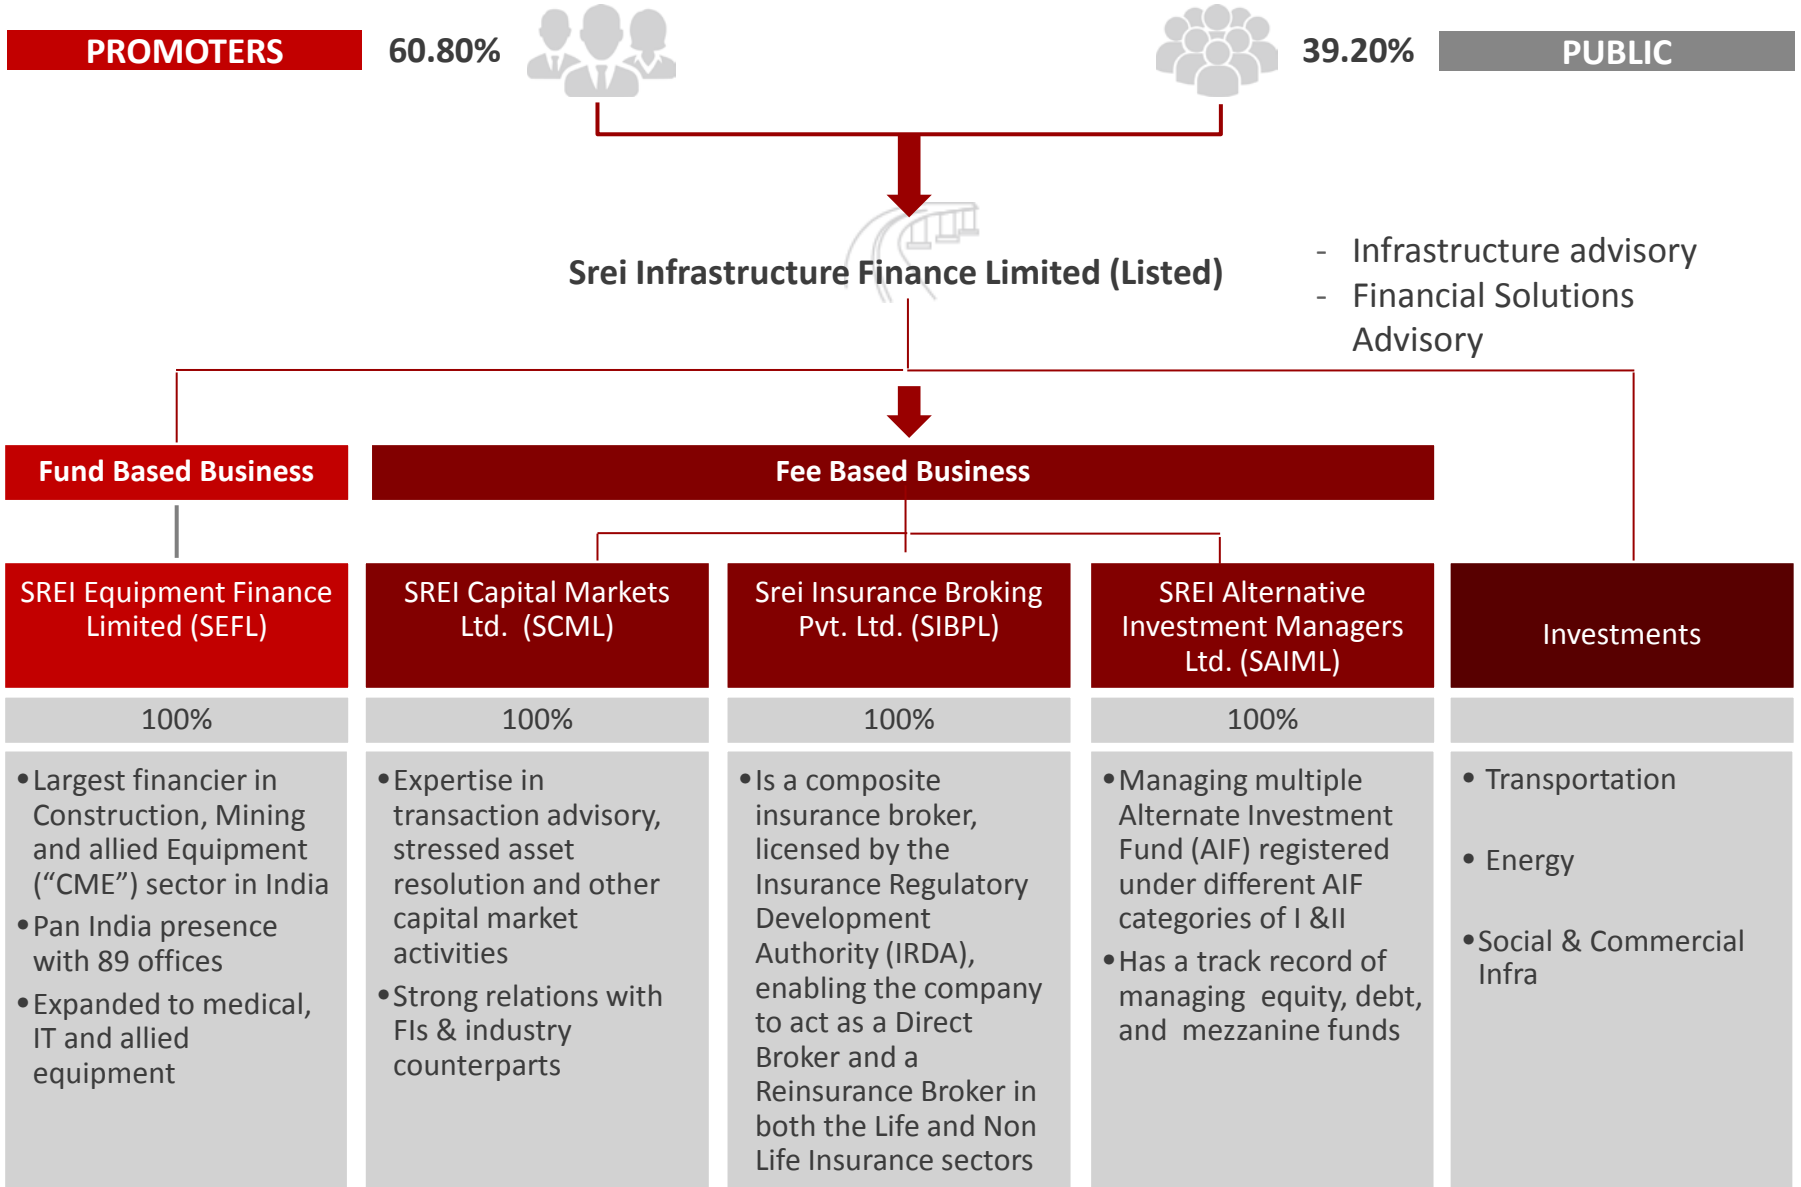 PROMOTERS
60.80%
39.20%
PUBLIC
Srei Infrastructure Finance Limited (Listed)
- Infrastructure advisory
- Financial Solutions
Advisory
Fund Based Business
Fee Based Business
SREI Equipment Finance
Limited (SEFL)
SREI Capital Markets
Ltd. (SCML)
Srei Insurance Broking
Pvt. Ltd. (SIBPL)
SREI Alternative
Investment Managers
Ltd. (SAIML)
Investments
100%
100%
100%
100%
•Largest financier in
Construction, Mining
and allied Equipment
(“CME”) sector in India
•Pan India presence
with 89 offices
•Expanded to medical,
IT and allied
equipment
•Expertise in
transaction advisory,
stressed asset
resolution and other
capital market
activities
•Strong relations with
FIs & industry
counterparts
•Is a composite
insurance broker,
licensed by the
Insurance Regulatory
Development
Authority (IRDA),
enabling the company
to act as a Direct
Broker and a
Reinsurance Broker in
both the Life and Non
Life Insurance sectors
•Managing multiple
Alternate Investment
Fund (AIF) registered
under different AIF
categories of I &II
•Has a track record of
managing equity, debt,
and mezzanine funds
• Transportation
• Energy
•Social & Commercial
Infra